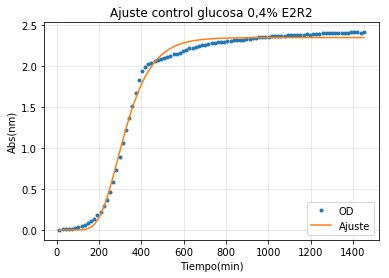 Ajuste control glucosa 0,4% E2R2
Abs(nm)
2.5
2.0
1.5
1.0
0.5
0.0
0 200 400 600 800 1000 1200 1400
Tiempo(min)
OD
Ajuste